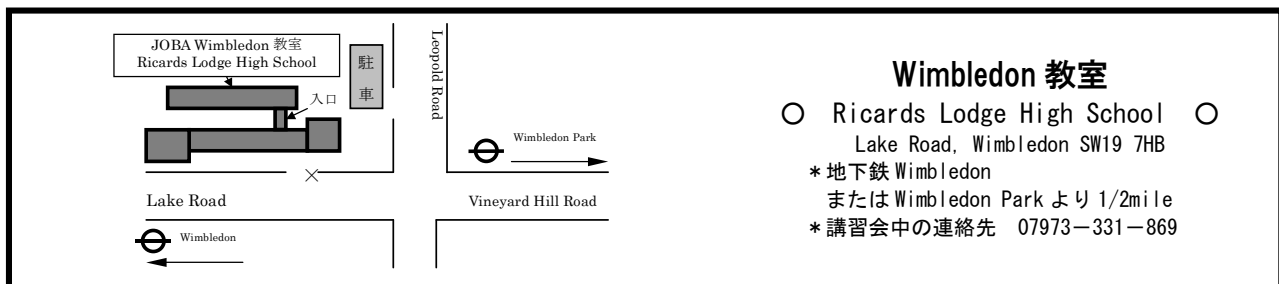 JOBA Wimbledon 教室
Ricards Lodge High School
駐
車
入口
Leopold Road
Wimbledon Park
Lake Road
Vineyard Hill Road
Wimbledon
Wimbledon 教室
○ Ricards Lodge High School ○
Lake Road, Wimbledon SW19 7HB
*地下鉄 Wimbledon
または Wimbledon Park より 1/2mile
*講習会中の連絡先 07973－331－869